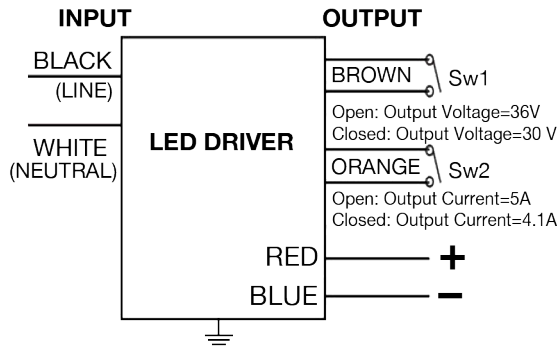 INPUT
OUTPUT
BLACK
(LINE)
WHITE
(NEUTRAL)
LED DRIVER
BROWN
Sw1
Open: Output Voltage=36V
Closed: Output Voltage=30 V
ORANGE
Sw2
Open: Output Current=5A
Closed: Output Current=4.1A
RED +
BLUE −